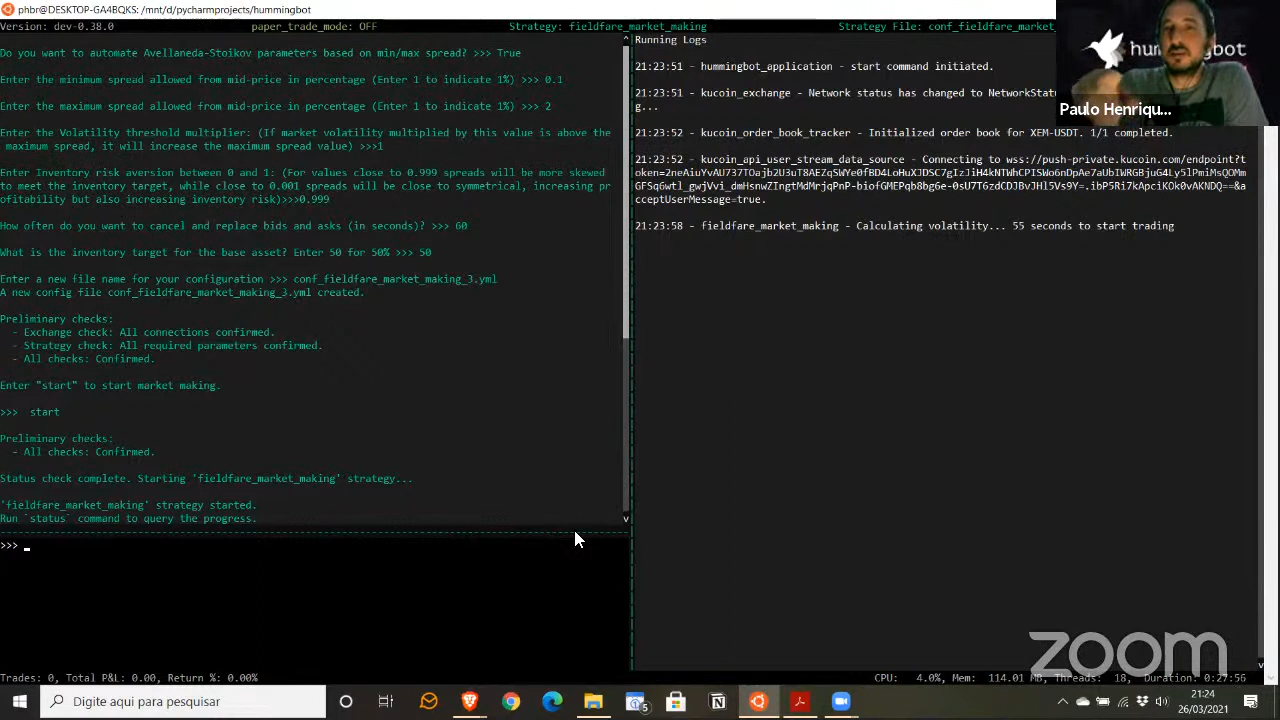 phbr@DESKTOP-GA4BQKS: /mnt/d/pycharmprojects/hummingbot
Version: dev-0.38.0 paper_trade_mode: OFF Strategy: fieldfare_market_making Strategy File: conf_fieldfare_market_
Do you want to automate Avellaneda-Stoikov parameters based on min/max spread? >>> True
Enter the minimum spread allowed from mid-price in percentage (Enter 1 to indicate 1%) >>> 0.1
Enter the maximum spread allowed from mid-price in percentage (Enter 1 to indicate 1%) >>> 2
Enter the Volatility threshold multiplier: (If market volatility multiplied by this value is above the
maximum spread, it will increase the maximum spread value) >>>1
Enter Inventory risk aversion between 0 and 1: (For values close to 0.999 spreads will be more skewed
to meet the inventory target, while close to 0.001 spreads will be close to symmetrical, increasing pr
ofitability but also increasing inventory risk)>>>0.999
How often do you want to cancel and replace bids and asks (in seconds)? >>> 60
What is the inventory target for the base asset? Enter 50 for 50% >>> 50
Enter a new file name for your configuration >>> conf_fieldfare_market_making_3.yml
A new config file conf_fieldfare_market_making_3.yml created.
Preliminary checks:
- Exchange check: All connections confirmed.
- Strategy check: All required parameters confirmed.
- All checks: Confirmed.
Enter "start" to start market making.
>>> start
Preliminary checks:
- All checks: Confirmed.
Status check complete. Starting 'fieldfare_market_making' strategy...
'fieldfare_market_making' strategy started.
Run `status` command to query the progress.
>>>
Running Logs
21:23:51 - hummingbot_application - start command initiated.
21:23:51 - kucoin_exchange - Network status has changed to NetworkStatu
g...
21:23:52 - kucoin_order_book_tracker - Initialized order book for XEM-USDT. 1/1 completed.
21:23:52 - kucoin_api_user_stream_data_source - Connecting to wss://push-private.kucoin.com/endpoint?t
cceptUserMessage=true.
21:23:58 - fieldfare_market_making - Calculating volatility... 55 seconds to start trading
hummingbot
Paulo Henriqu...
zoom
Trades: 0, Total P&L: 0.00, Return %: 0.00%
CPU: 4.0%, Mem: 114.01 MB, Threads: 18, Duration: 0:27:56
Digite aqui para pesquisar
5
21:24
26/03/2021